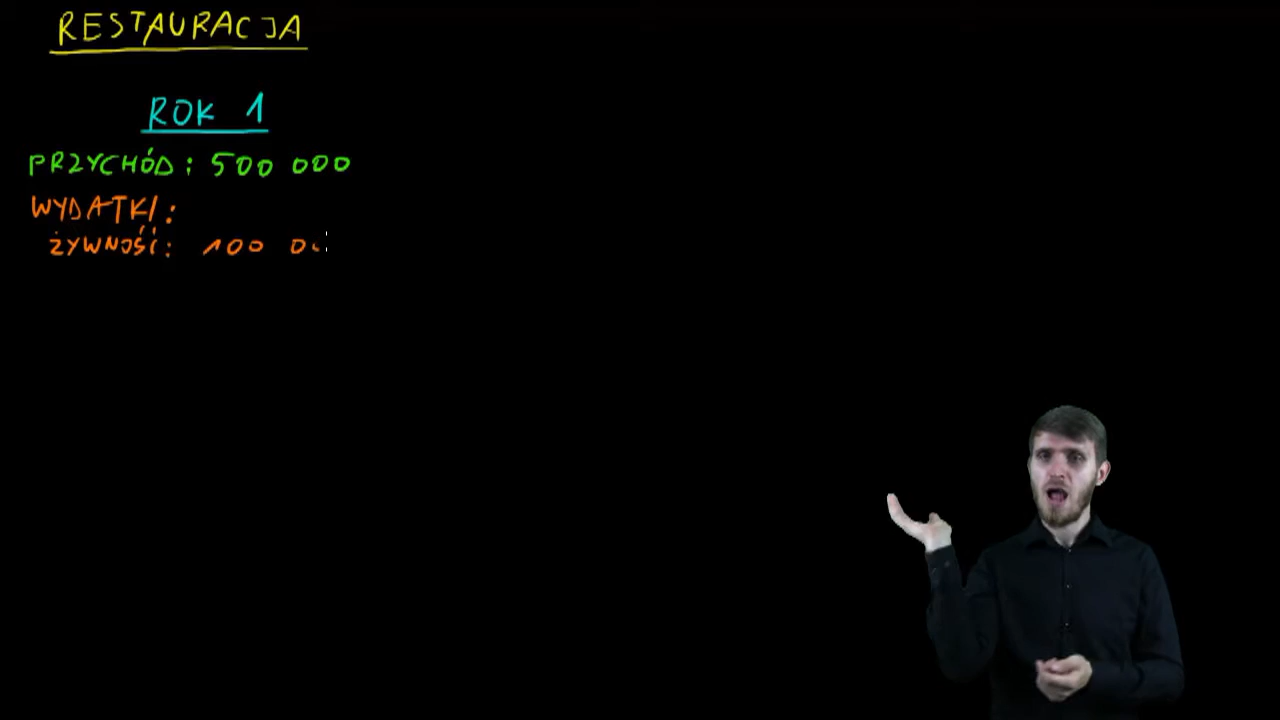 RESTAURACJA
ROK 1
PRZYCHÓD: 500 000
WYDATKI:
ŻYWNOŚĆ: 100